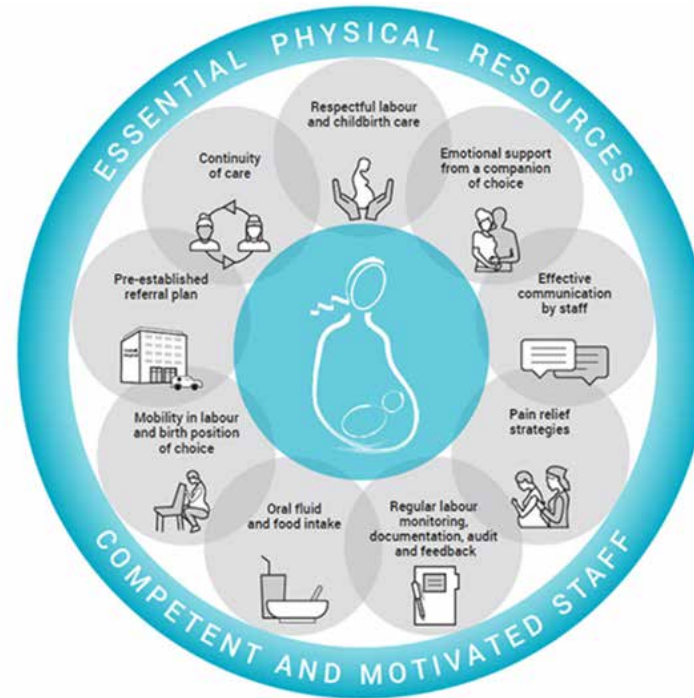 ESSENTIAL PHYSICAL RESOURCES
Respectful labour
and childbirth care
Emotional support
from a companion
of choice
Effective
communication
by staff
Pain relief
strategies
Regular labour
monitoring,
documentation, audit
and feedback
Oral fluid
and food intake
Mobility in labour
and birth position
of choice
Pre-established
referral plan
Continuity
of care
COMPETENT AND MOTIVATED STAFF